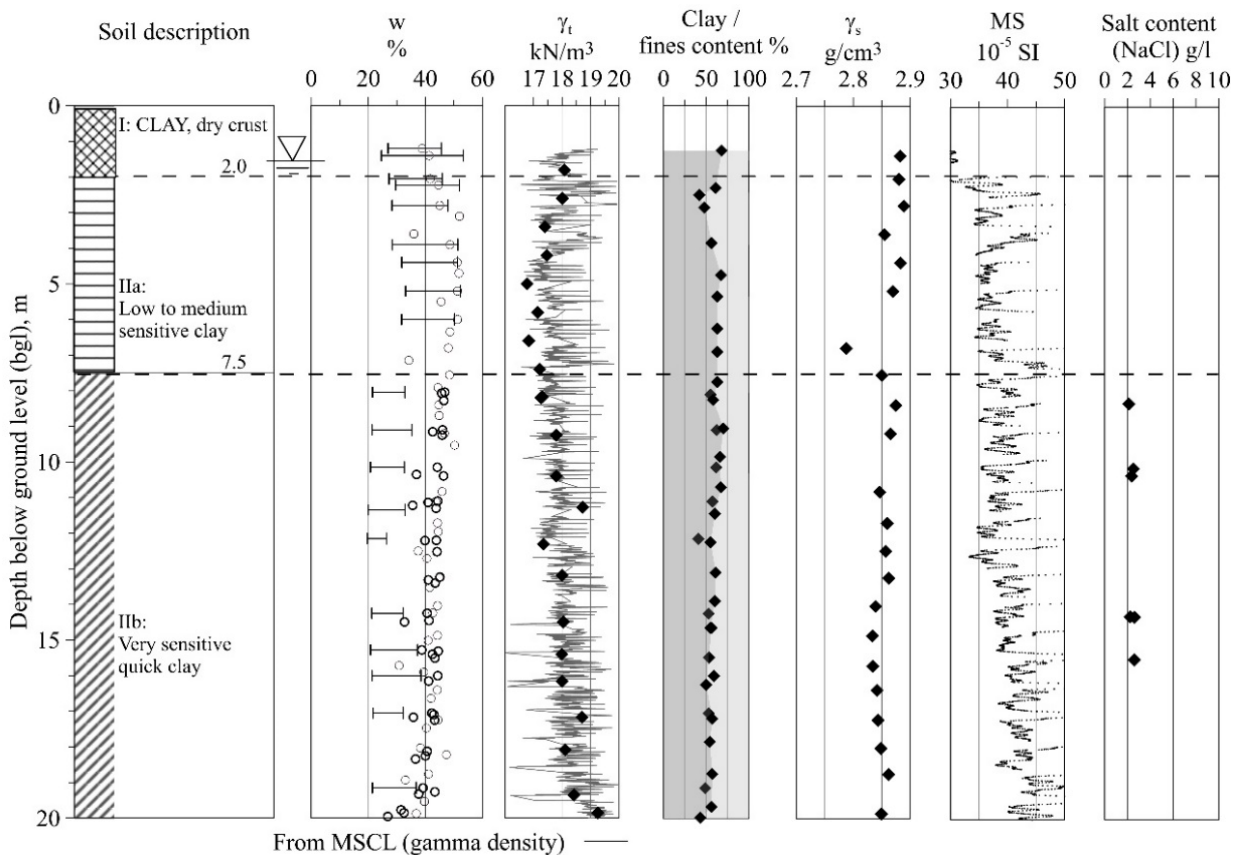 Soil description
w
%
γt
kN/m³
Clay /
fines content %
γs
g/cm³
MS
10⁻⁵ SI
Salt content
(NaCl) g/l
0 20 40 60
17 18 19 20
0 50 100
2.7 2.8 2.9
30 40 50
0 2 4 6 8 10
Depth below ground level (bgl), m
0
I: CLAY, dry crust
2.0
5
IIa:
Low to medium
sensitive clay
7.5
10
15
IIb:
Very sensitive
quick clay
20
From MSCL (gamma density)